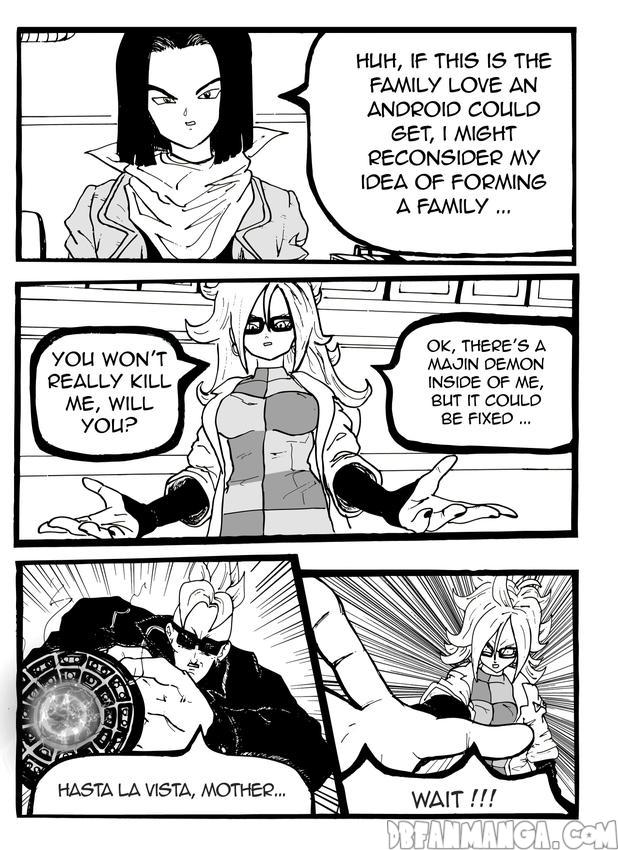 HUH, IF THIS IS THE
FAMILY LOVE AN
ANDROID COULD
GET, I MIGHT
RECONSIDER MY
IDEA OF FORMING
A FAMILY ...
YOU WON'T
REALLY KILL
ME, WILL
YOU?
OK, THERE'S A
MAJIN DEMON
INSIDE OF ME,
BUT IT COULD
BE FIXED ...
HASTA LA VISTA, MOTHER...
WAIT !!!
DBFANMANGA.COM